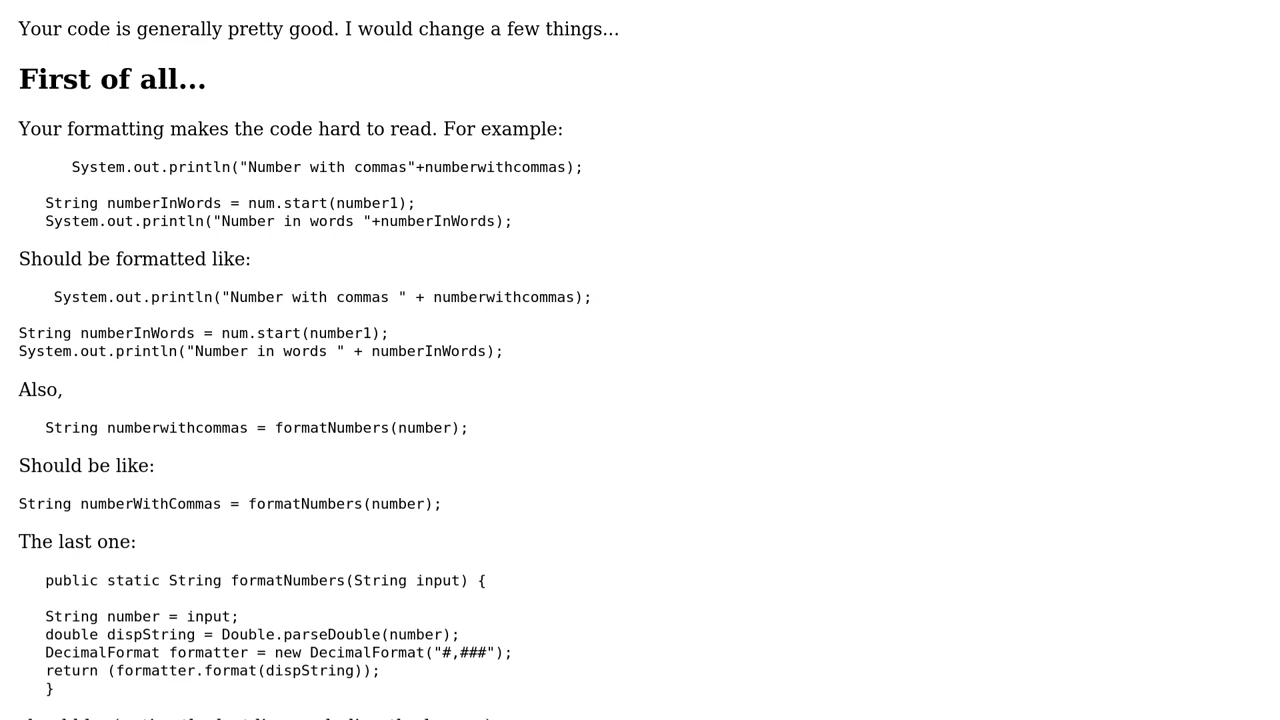 Your code is generally pretty good. I would change a few things...
First of all...
Your formatting makes the code hard to read. For example:
System.out.println("Number with commas"+numberwithcommas);
String numberInWords = num.start(number1);
System.out.println("Number in words "+numberInWords);
Should be formatted like:
System.out.println("Number with commas " + numberwithcommas);
String numberInWords = num.start(number1);
System.out.println("Number in words " + numberInWords);
Also,
String numberwithcommas = formatNumbers(number);
Should be like:
String numberWithCommas = formatNumbers(number);
The last one:
public static String formatNumbers(String input) {
String number = input;
double dispString = Double.parseDouble(number);
DecimalFormat formatter = new DecimalFormat("#,###");
return (formatter.format(dispString));
}